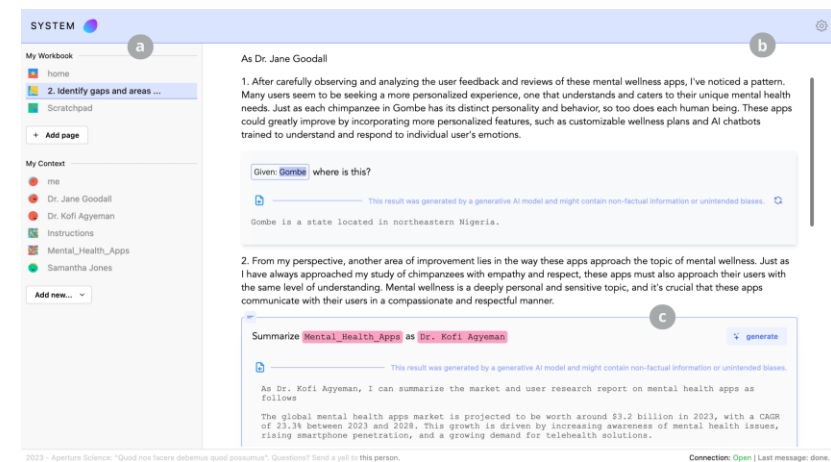 SYSTEM
a
b
My Workbook
home
2. Identify gaps and areas ...
Scratchpad
+ Add page
My Context
me
Dr. Jane Goodall
Dr. Kofi Agyeman
Instructions
Mental_Health_Apps
Samantha Jones
Add new...
As Dr. Jane Goodall
1. After carefully observing and analyzing the user feedback and reviews of these mental wellness apps, I've noticed a pattern.
Many users seem to be seeking a more personalized experience, one that understands and caters to their unique mental health
needs. Just as each chimpanzee in Gombe has its distinct personality and behavior, so too does each human being. These apps
could greatly improve by incorporating more personalized features, such as customizable wellness plans and AI chatbots
trained to understand and respond to individual user's emotions.
Given: Gombe where is this?
This result was generated by a generative AI model and might contain non-factual information or unintended biases.
Gombe is a state located in northeastern Nigeria.
2. From my perspective, another area of improvement lies in the way these apps approach the topic of mental wellness. Just as
I have always approached my study of chimpanzees with empathy and respect, these apps must also approach their users with
the same level of understanding. Mental wellness is a deeply personal and sensitive topic, and it's crucial that these apps
communicate with their users in a compassionate and respectful manner.
c
Summarize Mental_Health_Apps as Dr. Kofi Agyeman
generate
This result was generated by a generative AI model and might contain non-factual information or unintended biases.
As Dr. Kofi Agyeman, I can summarize the market and user research report on mental health apps as
follows
The global mental health apps market is projected to be worth around $3.2 billion in 2023, with a CAGR
of 23.3% between 2023 and 2028. This growth is driven by increasing awareness of mental health issues,
rising smartphone penetration, and a growing demand for telehealth solutions.
2023 – Aperture Science: "Quod nos facere debemus quod possumus". Questions? Send a yell to this person.
Connection: Open | Last message: done.